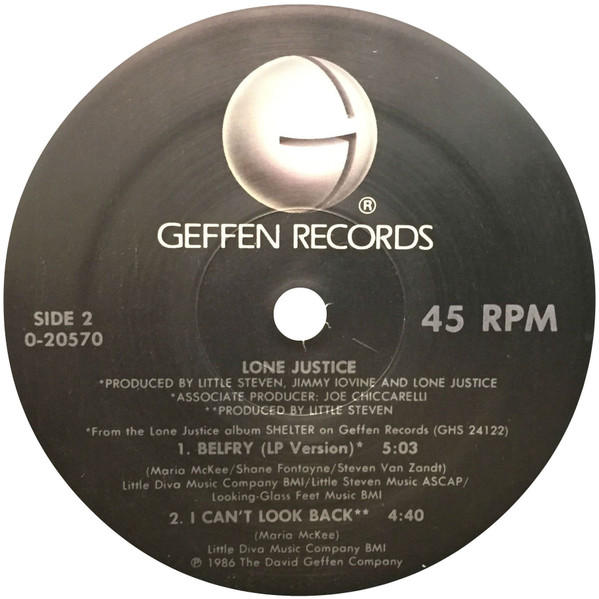 G
®
GEFFEN RECORDS
SIDE 2
0-20570
45 RPM
LONE JUSTICE
*PRODUCED BY LITTLE STEVEN, JIMMY IOVINE AND LONE JUSTICE
*ASSOCIATE PRODUCER: JOE CHICCARELLI
**PRODUCED BY LITTLE STEVEN
*From the Lone Justice album SHELTER on Geffen Records (GHS 24122)
1. BELFRY (LP Version)* 5:03
(Maria McKee/Shane Fontayne/Steven Van Zandt)
Little Diva Music Company BMI/Little Steven Music ASCAP/
Looking-Glass Feet Music BMI
2. I CAN'T LOOK BACK** 4:40
(Maria McKee)
Little Diva Music Company BMI
℗ 1986 The David Geffen Company